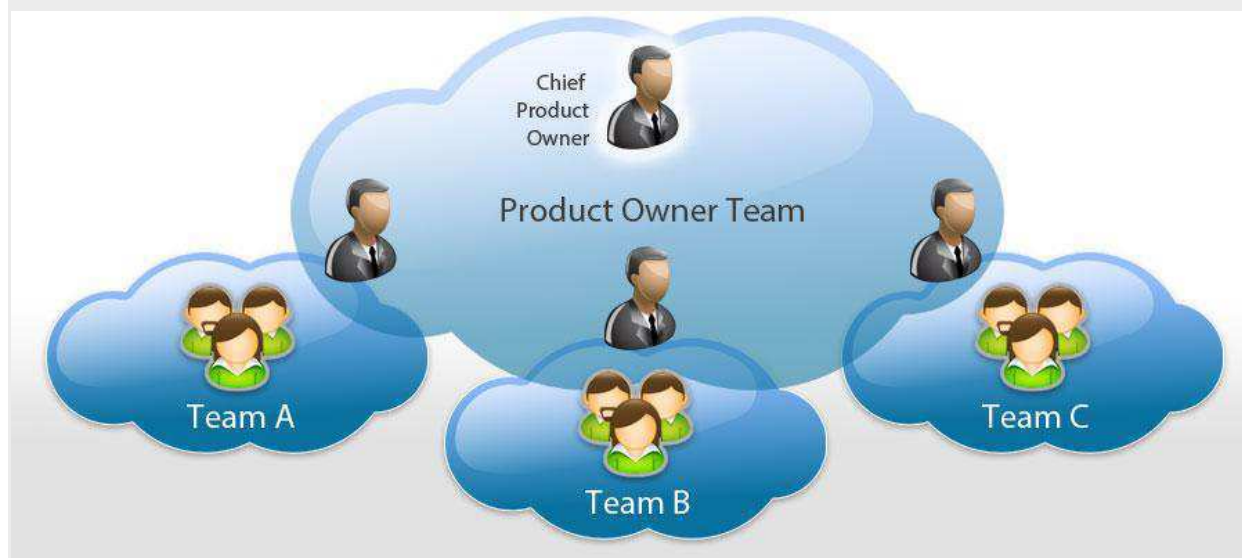 Chief
Product
Owner
Product Owner Team
Team A
Team B
Team C